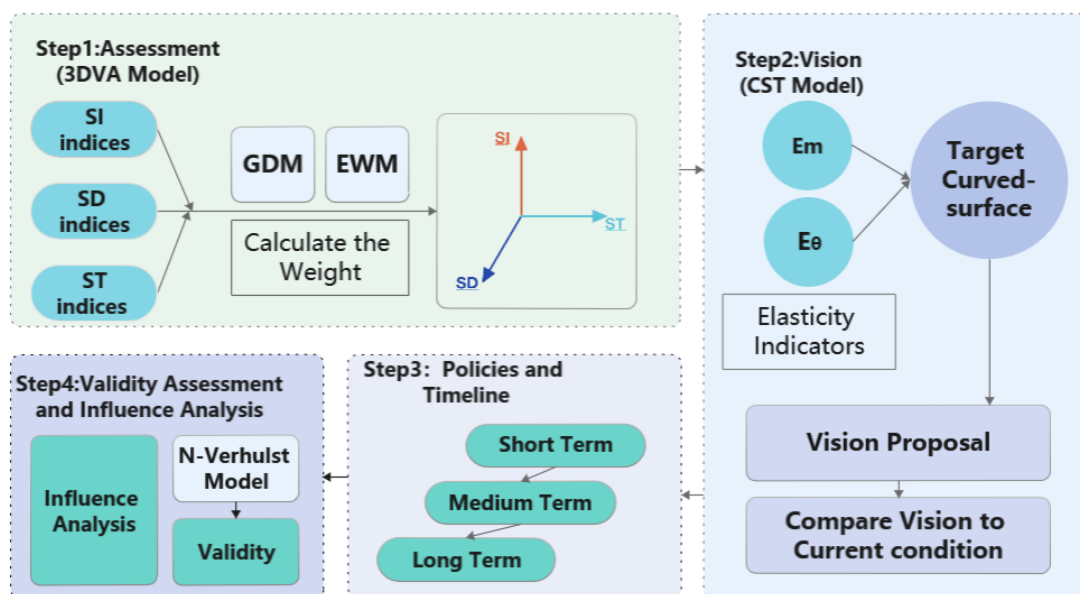 Step1:Assessment
(3DVA Model)
SI
indices
SD
indices
ST
indices
GDM
EWM
Calculate the
Weight
SI
ST
SD
Step2:Vision
(CST Model)
Em
Eθ
Target
Curved-
surface
Elasticity
Indicators
Vision Proposal
Compare Vision to
Current condition
Step3：Policies and
Timeline
Short Term
Medium Term
Long Term
Step4:Validity Assessment
and Influence Analysis
Influence
Analysis
N-Verhulst
Model
Validity